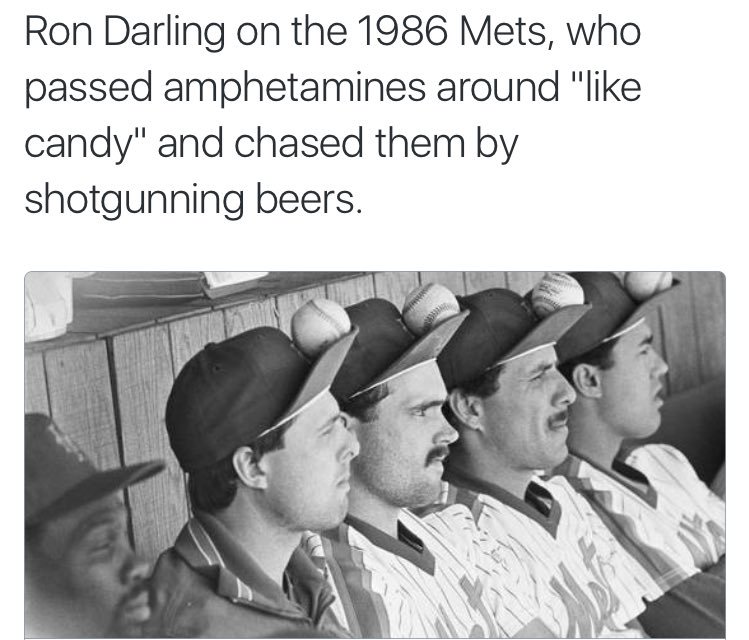 Ron Darling on the 1986 Mets, who
passed amphetamines around "like
candy" and chased them by
shotgunning beers.